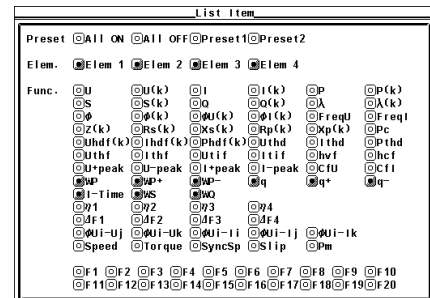 List Item
Preset All ON All OFF Preset1 Preset2
Elem. Elem 1 Elem 2 Elem 3 Elem 4
Func. U U(k) I I(k) P P(k)
S S(k) Q Q(k) λ λ(k)
ϕ ϕ(k) ϕU(k) ϕI(k) FreqU FreqI
Z(k) Rs(k) Xs(k) Rp(k) Xp(k) Pc
Uhdf(k) Ihdf(k) Phdf(k) Uthd Ithd Pthd
Uthf Ithf Utif Itif hvf hcf
U+peak U-peak I+peak I-peak CfU CfI
WP WP+ WP- q q+ q-
I-Time WS WQ
η1 η2 η3 η4
ΔF1 ΔF2 ΔF3 ΔF4
ϕUi-Uj ϕUi-Uk ϕUi-Ii ϕUi-Ij ϕUi-Ik
Speed Torque SyncSp Slip Pm
F1 F2 F3 F4 F5 F6 F7 F8 F9 F10
F11 F12 F13 F14 F15 F16 F17 F18 F19 F20